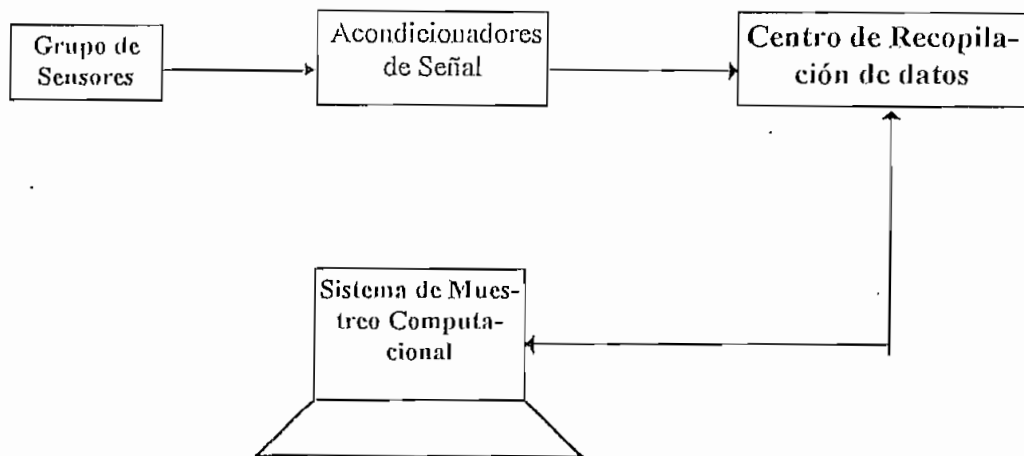 Grupo de
Sensores
Acondicionadores
de Señal
Centro de Recopila-
ción de datos
Sistema de Mues-
treo Computa-
cional